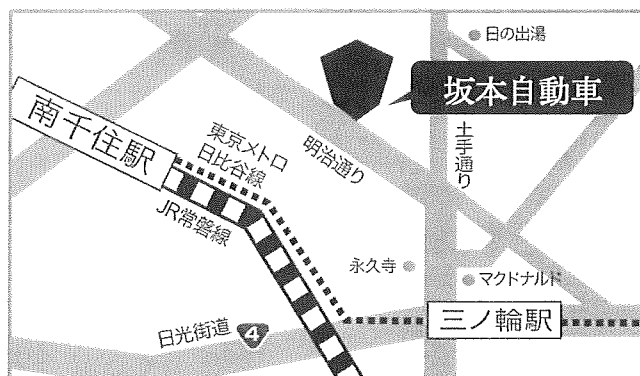 日の出湯
坂本自動車
南千住駅
東京メトロ
日比谷線
明治通り
土手通り
JR常磐線
永久寺
マクドナルド
日光街道
4
三ノ輪駅